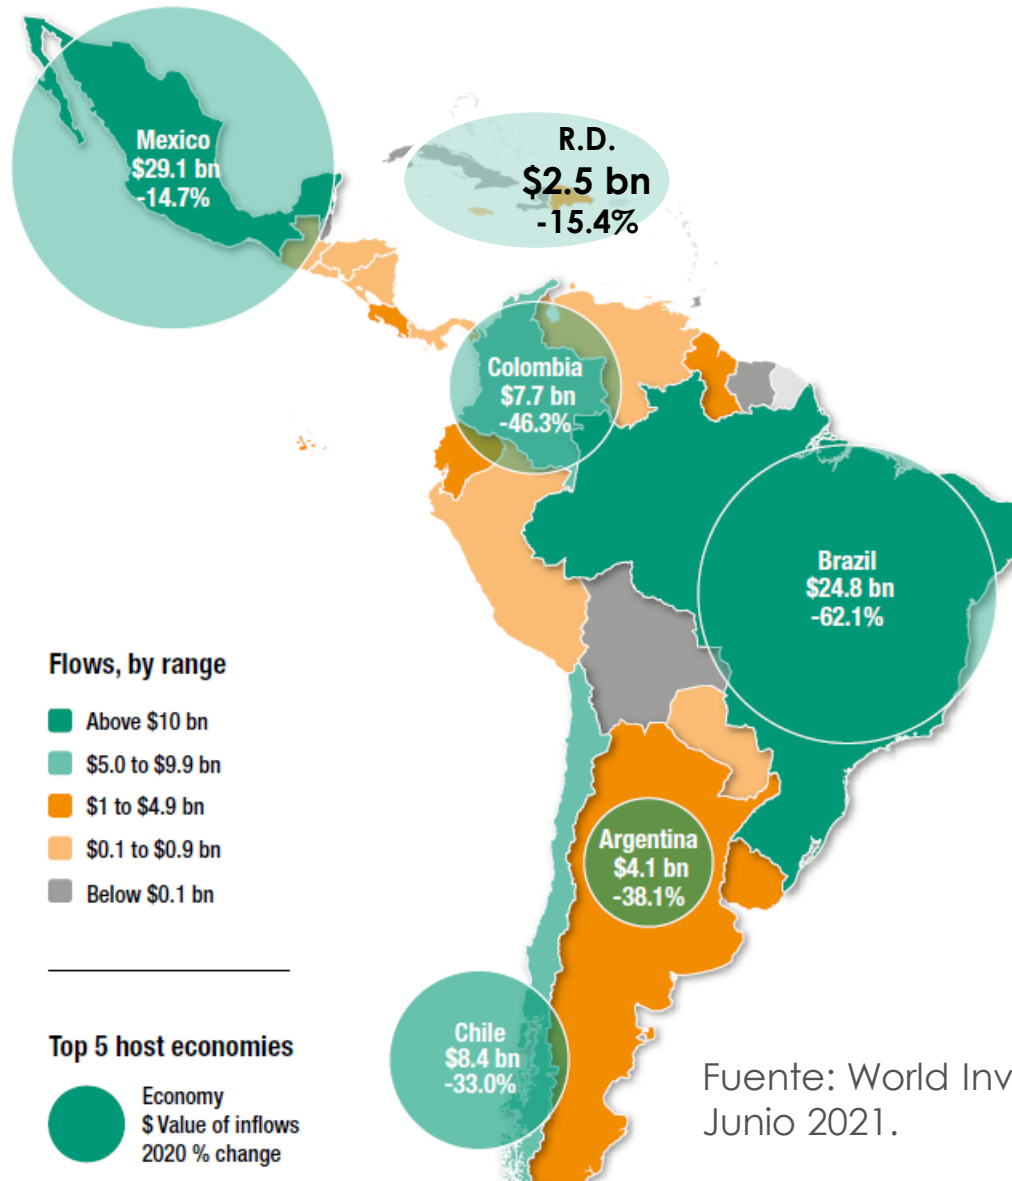 Mexico
$29.1 bn
-14.7%
R.D.
$2.5 bn
-15.4%
Colombia
$7.7 bn
-46.3%
Brazil
$24.8 bn
-62.1%
Flows, by range
Above $10 bn
$5.0 to $9.9 bn
$1 to $4.9 bn
$0.1 to $0.9 bn
Below $0.1 bn
Argentina
$4.1 bn
-38.1%
Chile
$8.4 bn
-33.0%
Top 5 host economies
Economy
$ Value of inflows
2020 % change
Fuente: World Inv
Junio 2021.